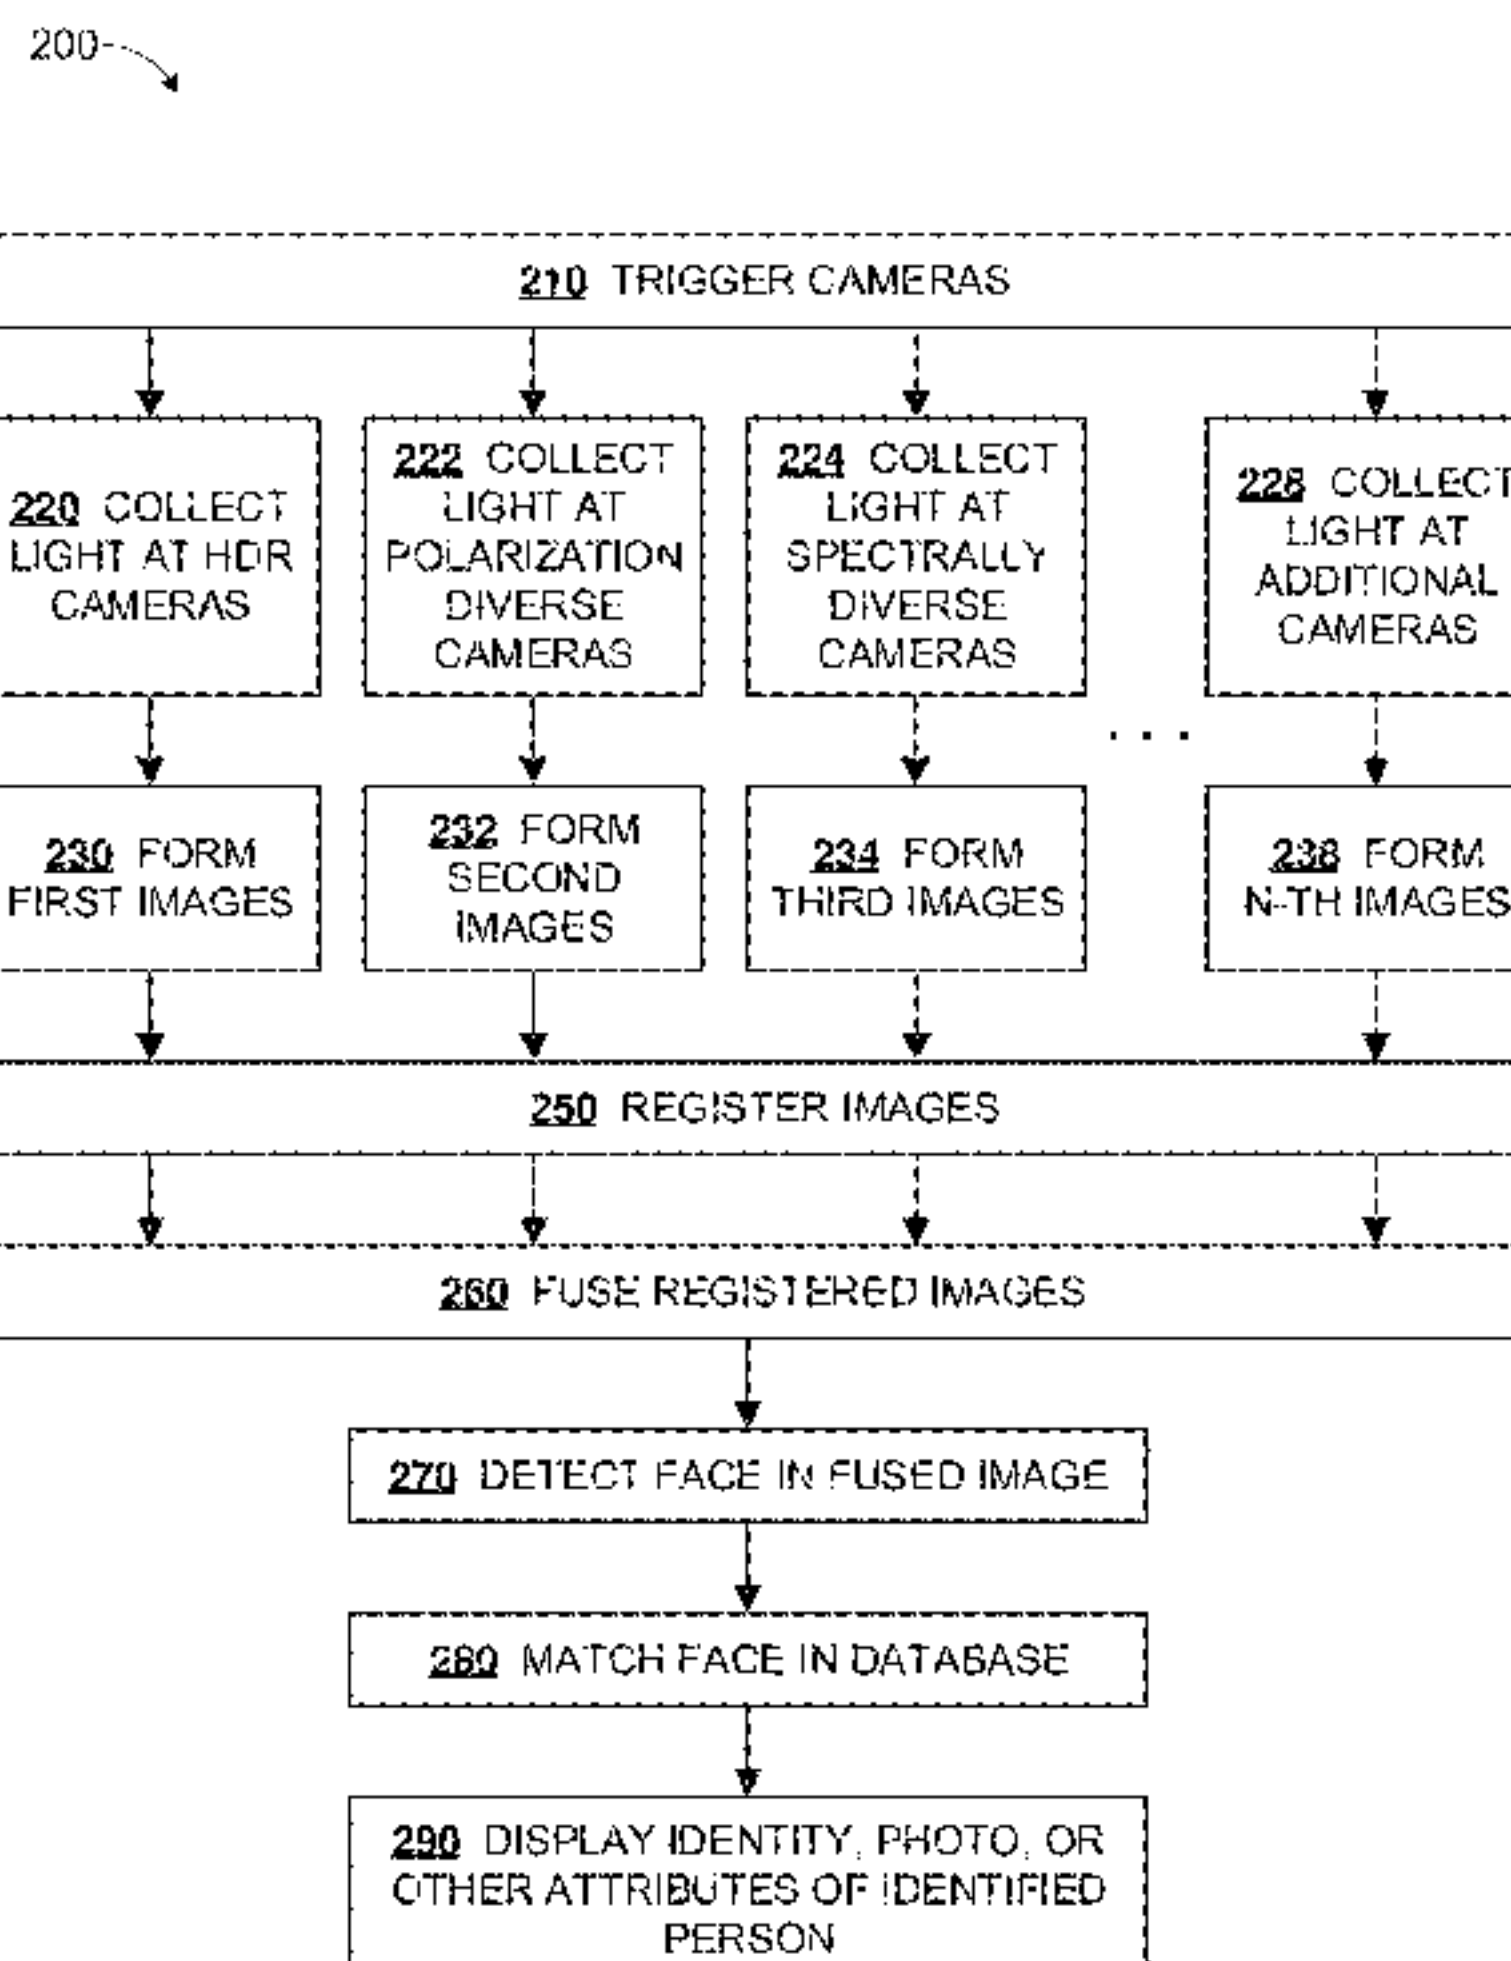 200
210 TRIGGER CAMERAS
220 COLLECT
LIGHT AT HDR
CAMERAS
222 COLLECT
LIGHT AT
POLARIZATION
DIVERSE
CAMERAS
224 COLLECT
LIGHT AT
SPECTRALLY
DIVERSE
CAMERAS
228 COLLECT
LIGHT AT
ADDITIONAL
CAMERAS
. . .
230 FORM
FIRST IMAGES
232 FORM
SECOND
IMAGES
234 FORM
THIRD IMAGES
238 FORM
N-TH IMAGES
250 REGISTER IMAGES
260 FUSE REGISTERED IMAGES
270 DETECT FACE IN FUSED IMAGE
280 MATCH FACE IN DATABASE
290 DISPLAY IDENTITY, PHOTO, OR
OTHER ATTRIBUTES OF IDENTIFIED
PERSON